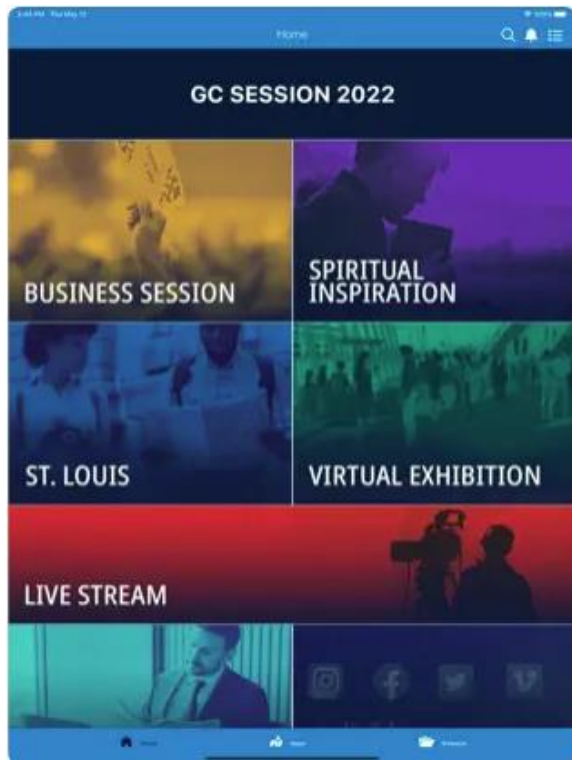 Home
GC SESSION 2022
BUSINESS SESSION
SPIRITUAL
INSPIRATION
ST. LOUIS
VIRTUAL EXHIBITION
LIVE STREAM